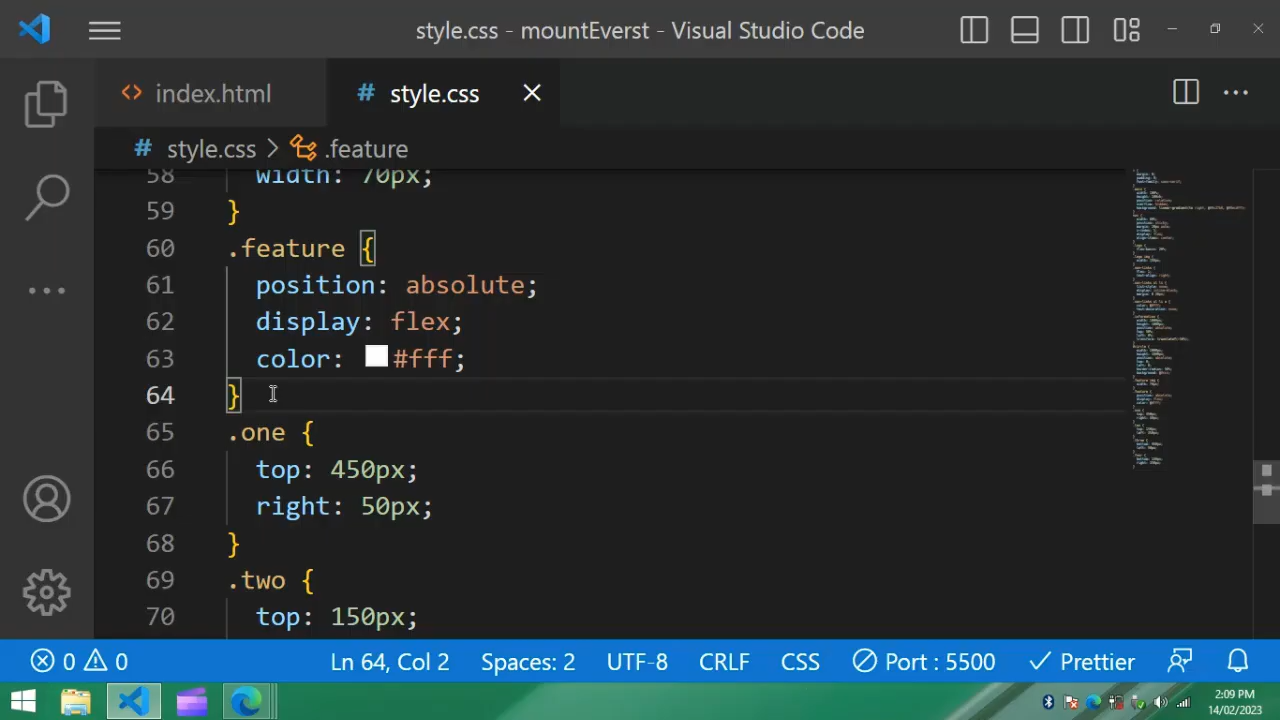 style.css - mountEverst - Visual Studio Code
index.html
# style.css
# style.css > .feature
58 width: 70px;
59 }
60 .feature {
61 position: absolute;
62 display: flex;
63 color: #fff;
64 }
65 .one {
66 top: 450px;
67 right: 50px;
68 }
69 .two {
70 top: 150px;
0 0 Ln 64, Col 2 Spaces: 2 UTF-8 CRLF CSS Port : 5500 Prettier
2:09 PM
14/02/2023